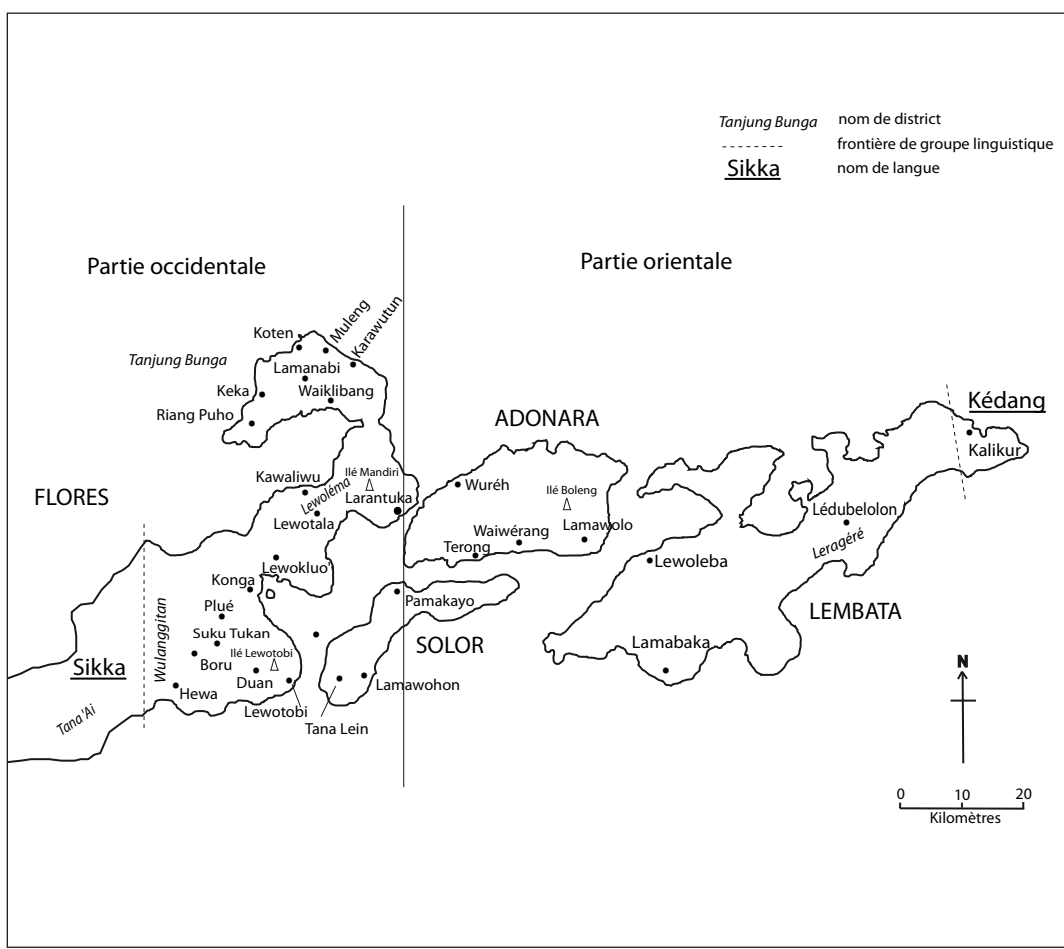 Tanjung Bunga
nom de district
frontière de groupe linguistique
Sikka
nom de langue
Partie occidentale
Partie orientale
Koten
Muleng
Karawutun
Tanjung Bunga
Lamanabi
Keka
Waiklibang
Riang Puho
ADONARA
Kédang
Kalikur
FLORES
Kawaliwu
Ilé Mandiri
Lewoléma
Larantuka
Lewotala
Wuréh
Ilé Boleng
Lamawolo
Waiwérang
Terong
Lédubelolon
Leragéré
Lewokluo'
Lewoleba
Konga
Pamakayo
Plué
LEMBATA
Wulanggitan
Suku Tukan
SOLOR
Lamabaka
Sikka
Ilé Lewotobi
Boru
Duan
Lamawohon
Hewa
Lewotobi
Tana Lein
Tana 'Ai
N
0 10 20
Kilomètres